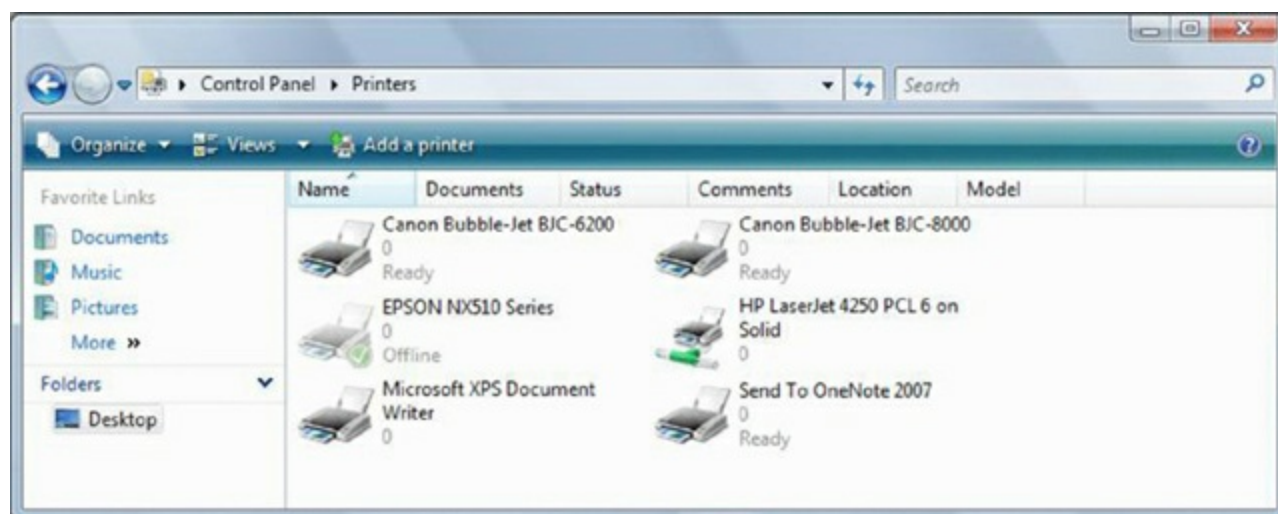 Control Panel Printers
Search
Organize Views Add a printer
Favorite Links
Documents
Music
Pictures
More »
Folders
Desktop
Name Documents Status Comments Location Model
Canon Bubble-Jet BJC-6200
0
Ready
Canon Bubble-Jet BJC-8000
0
Ready
EPSON NX510 Series
0
Offline
HP LaserJet 4250 PCL 6 on
Solid
0
Microsoft XPS Document
Writer
0
Send To OneNote 2007
0
Ready